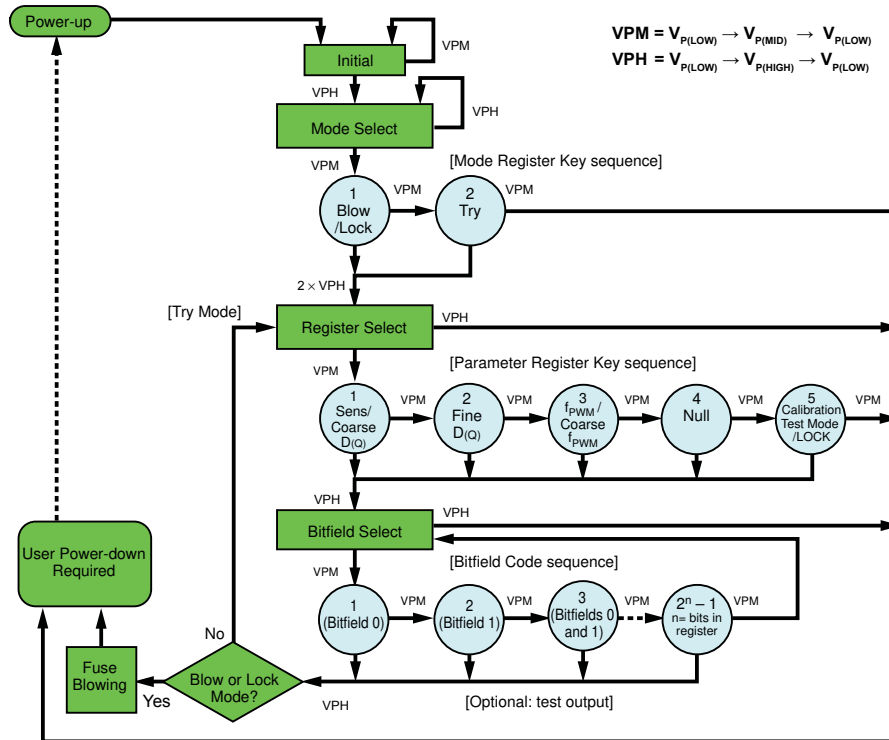 Power-up
VPM
VPM = VP(LOW) → VP(MID) → VP(LOW)
VPH = VP(LOW) → VP(HIGH) → VP(LOW)
Initial
VPH
VPH
Mode Select
VPM
[Mode Register Key sequence]
1
Blow
/Lock
VPM
2
Try
VPM
2 × VPH
[Try Mode]
Register Select
VPH
VPM
[Parameter Register Key sequence]
1
Sens/
Coarse
D(Q)
VPM
2
Fine
D(Q)
VPM
3
fPWM /
Coarse
fPWM
VPM
4
Null
VPM
5
Calibration
Test Mode
/LOCK
VPM
VPH
Bitfield Select
VPH
User Power-down
Required
[Bitfield Code sequence]
VPM
1
(Bitfield 0)
VPM
2
(Bitfield 1)
VPM
3
(Bitfields 0
and 1)
VPM
2n – 1
n= bits in
register
VPM
No
Fuse
Blowing
Yes
Blow or Lock
Mode?
VPH
[Optional: test output]